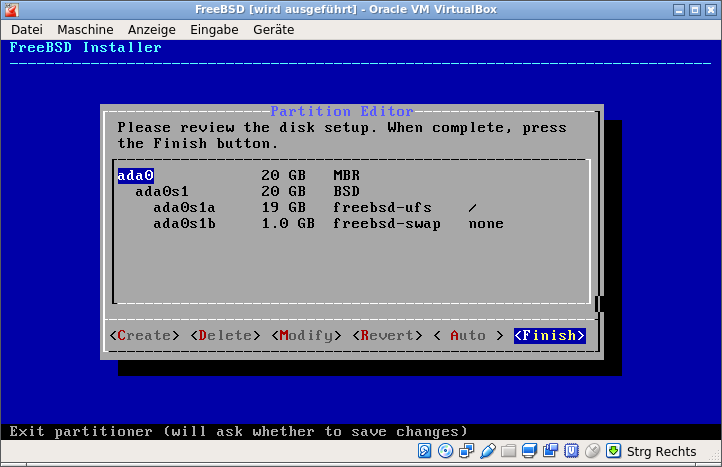 FreeBSD [wird ausgeführt] - Oracle VM VirtualBox
Datei Maschine Anzeige Eingabe Geräte
FreeBSD Installer
Partition Editor
Please review the disk setup. When complete, press
the Finish button.
ada0 20 GB MBR
ada0s1 20 GB BSD
ada0s1a 19 GB freebsd-ufs /
ada0s1b 1.0 GB freebsd-swap none
<Create> <Delete> <Modify> <Revert> < Auto > <Finish>
Exit partitioner (will ask whether to save changes)
Strg Rechts